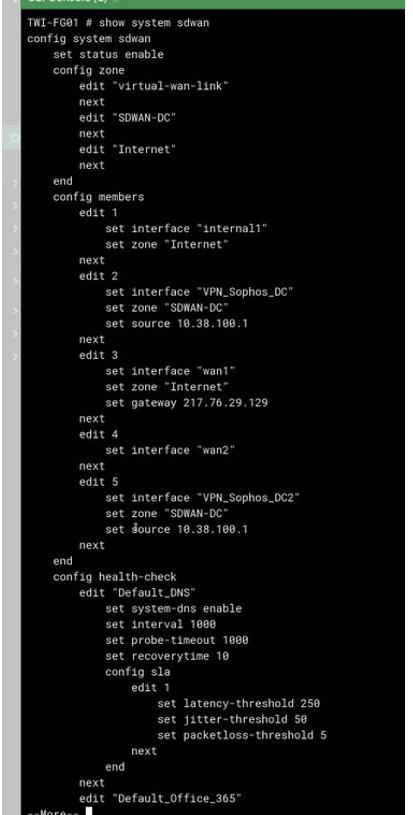 TWI-FG01 # show system sdwan
config system sdwan
    set status enable
    config zone
        edit "virtual-wan-link"
        next
        edit "SDWAN-DC"
        next
        edit "Internet"
        next
    end
    config members
        edit 1
            set interface "internal1"
            set zone "Internet"
        next
        edit 2
            set interface "VPN_Sophos_DC"
            set zone "SDWAN-DC"
            set source 10.38.100.1
        next
        edit 3
            set interface "wan1"
            set zone "Internet"
            set gateway 217.76.29.129
        next
        edit 4
            set interface "wan2"
        next
        edit 5
            set interface "VPN_Sophos_DC2"
            set zone "SDWAN-DC"
            set source 10.38.100.1
        next
    end
    config health-check
        edit "Default_DNS"
            set system-dns enable
            set interval 1000
            set probe-timeout 1000
            set recoverytime 10
            config sla
                edit 1
                    set latency-threshold 250
                    set jitter-threshold 50
                    set packetloss-threshold 5
                next
            end
        next
        edit "Default_Office_365"
--More--